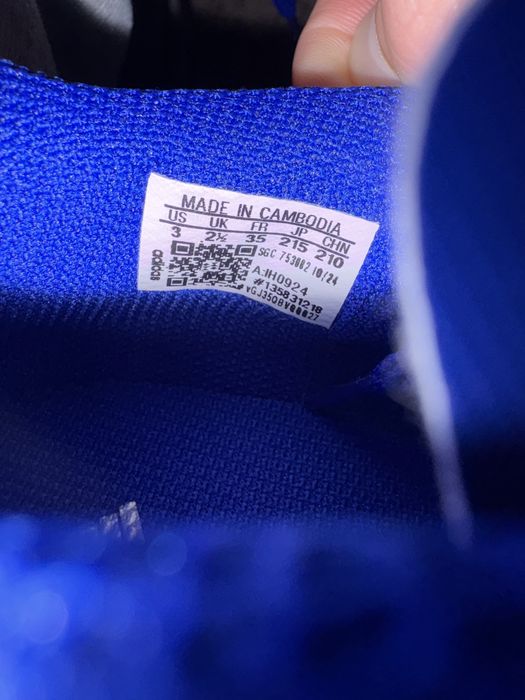 MADE IN CAMBODIA
US UK FR JP CHN
3 2½ 35 215 210
SGC 753002 10/24
AJH0924
#135831218
adidas